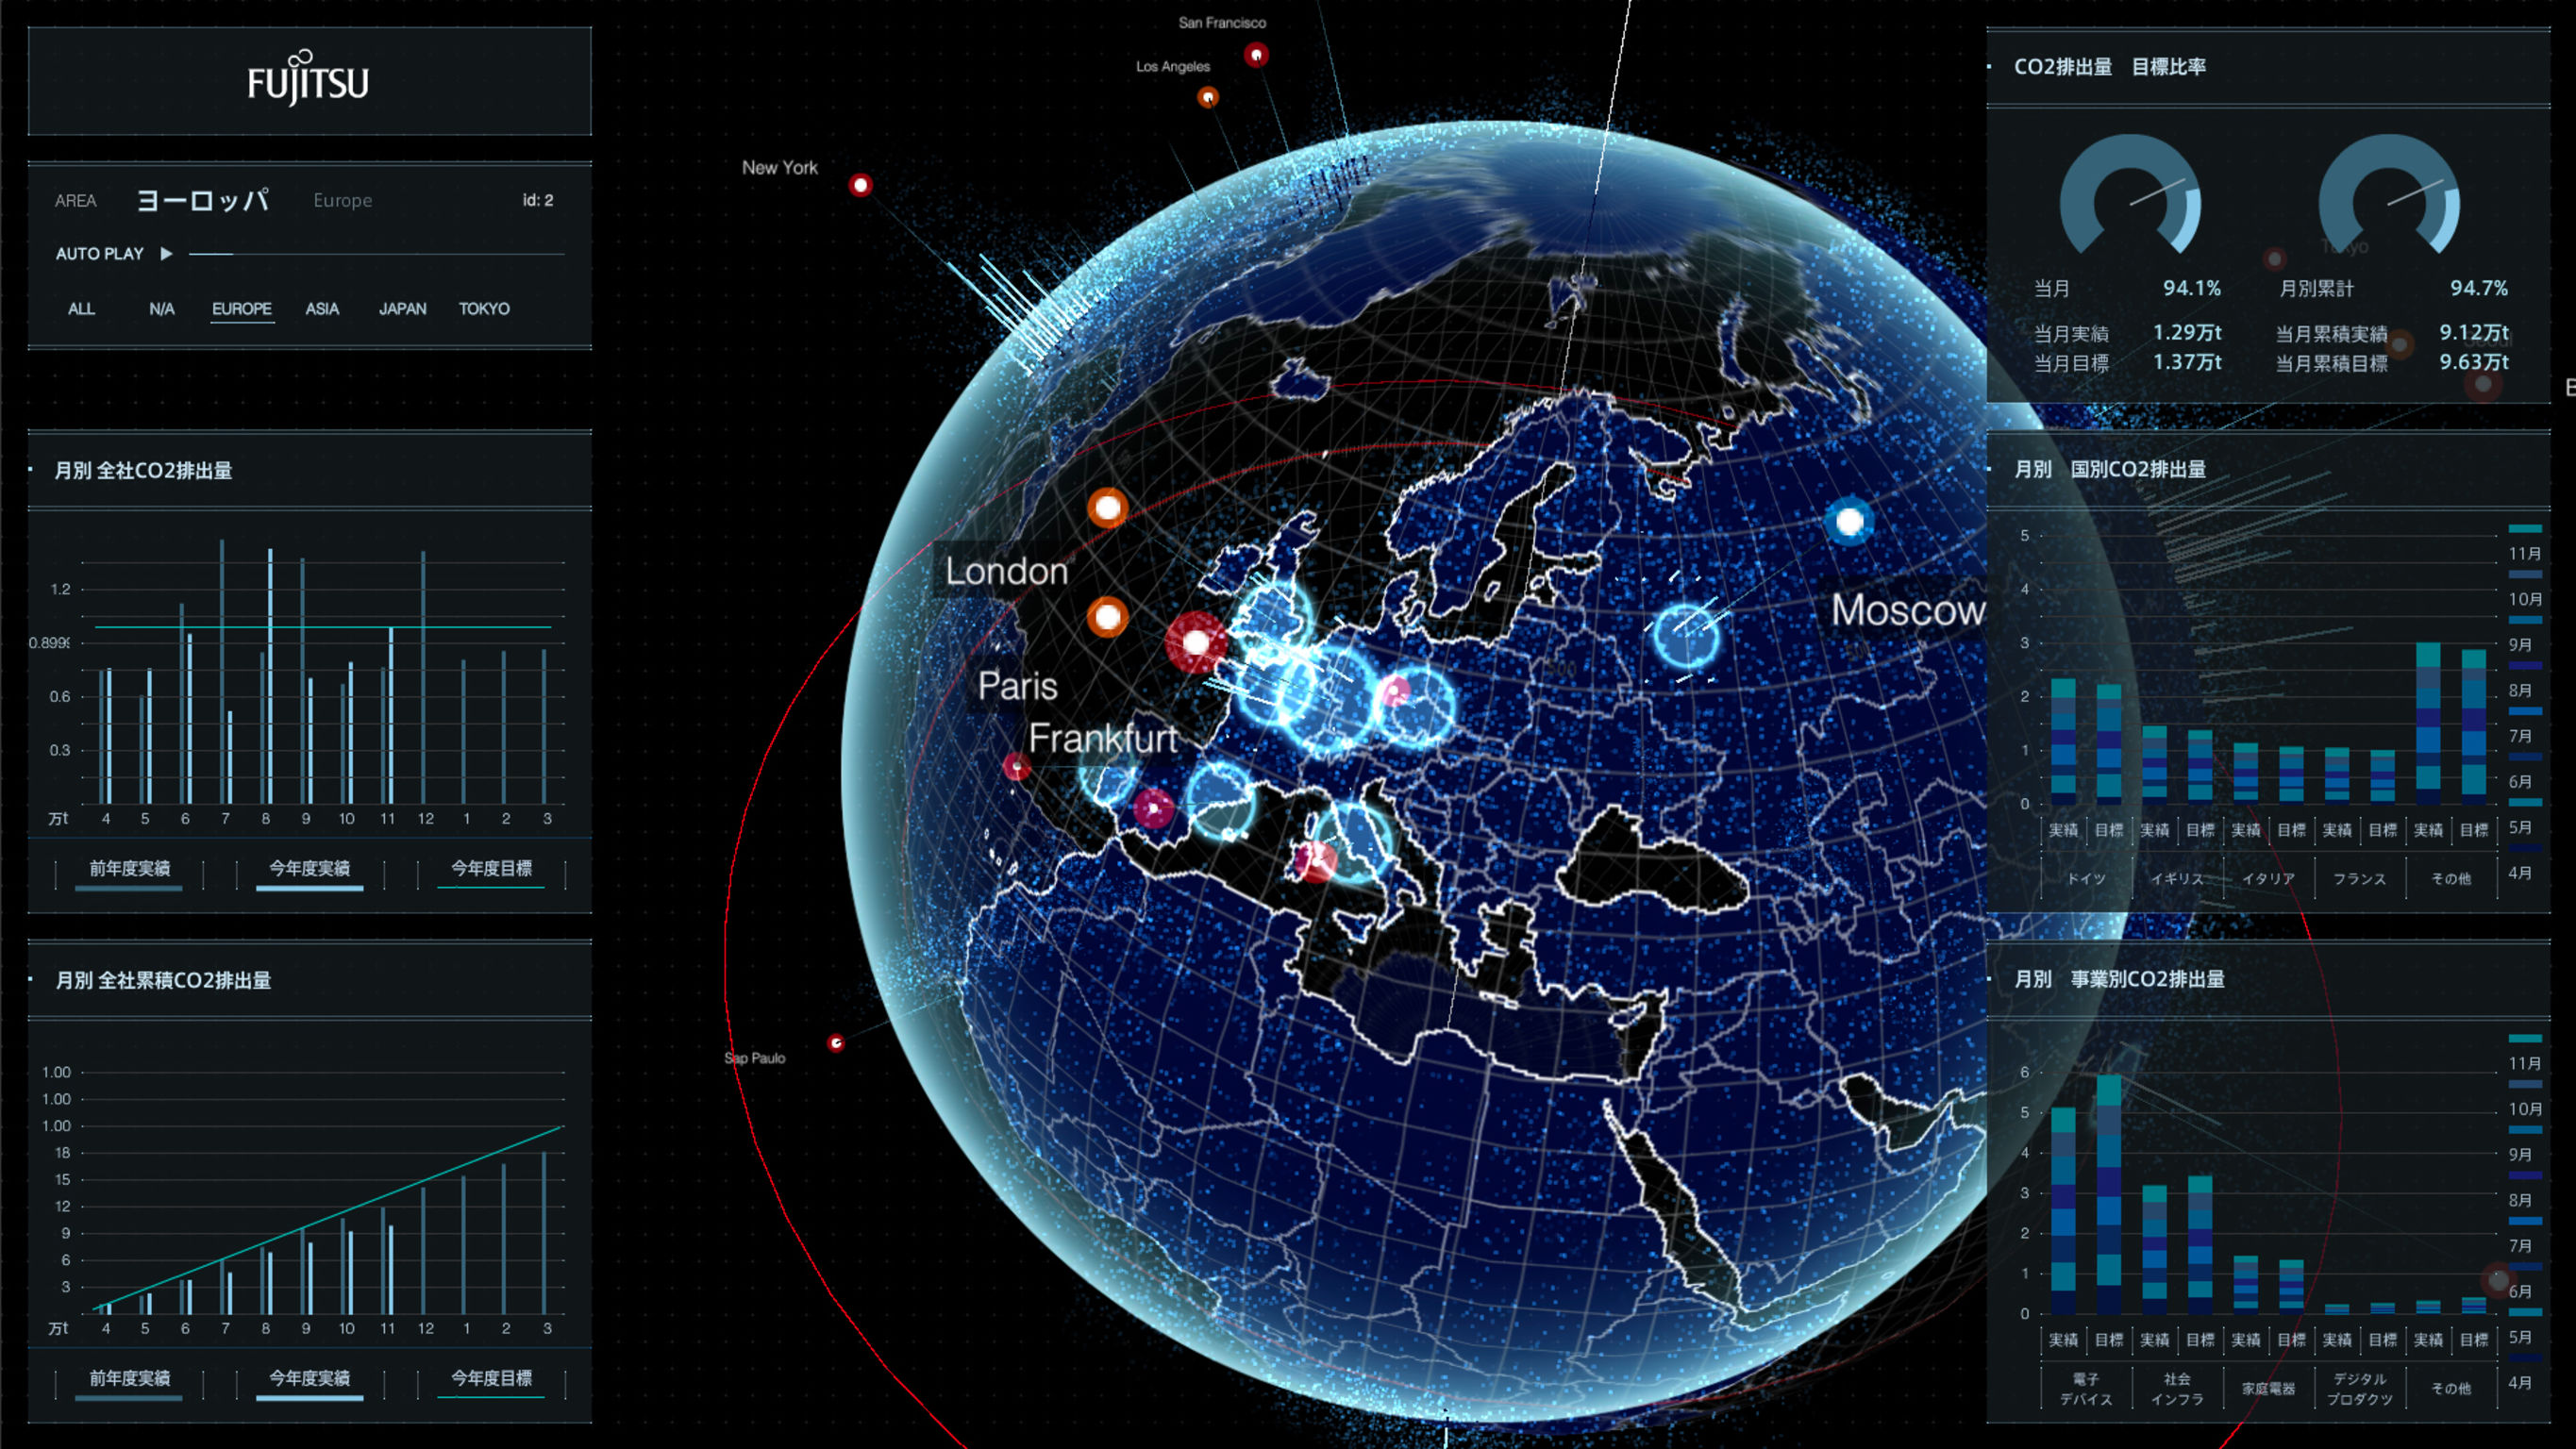 FUJITSU
AREA ヨーロッパ Europe id: 2
AUTO PLAY
ALL N/A EUROPE ASIA JAPAN TOKYO
月別 全社CO2排出量
1.2
0.899
0.6
0.3
万t 4 5 6 7 8 9 10 11 12 1 2 3
前年度実績 今年度実績 今年度目標
月別 全社累積CO2排出量
1.00
1.00
1.00
18
15
12
9
6
3
万t 4 5 6 7 8 9 10 11 12 1 2 3
前年度実績 今年度実績 今年度目標
San Francisco
Los Angeles
New York
London
Paris
Frankfurt
Moscow
Sap Paulo
CO2排出量 目標比率
Tokyo
当月 94.1% 月別累計 94.7%
当月実績 1.29万t 当月累積実績 9.12万t
当月目標 1.37万t 当月累積目標 9.63万t
月別 国別CO2排出量
5
4
3
2
1
0
11月
10月
9月
8月
7月
6月
5月
4月
実績 目標 実績 目標 実績 目標 実績 目標 実績 目標
ドイツ イギリス イタリア フランス その他
月別 事業別CO2排出量
6
5
4
3
2
1
0
11月
10月
9月
8月
7月
6月
5月
4月
実績 目標 実績 目標 実績 目標 実績 目標 実績 目標
電子 社会 家庭電器 デジタル その他
デバイス インフラ プロダクツ